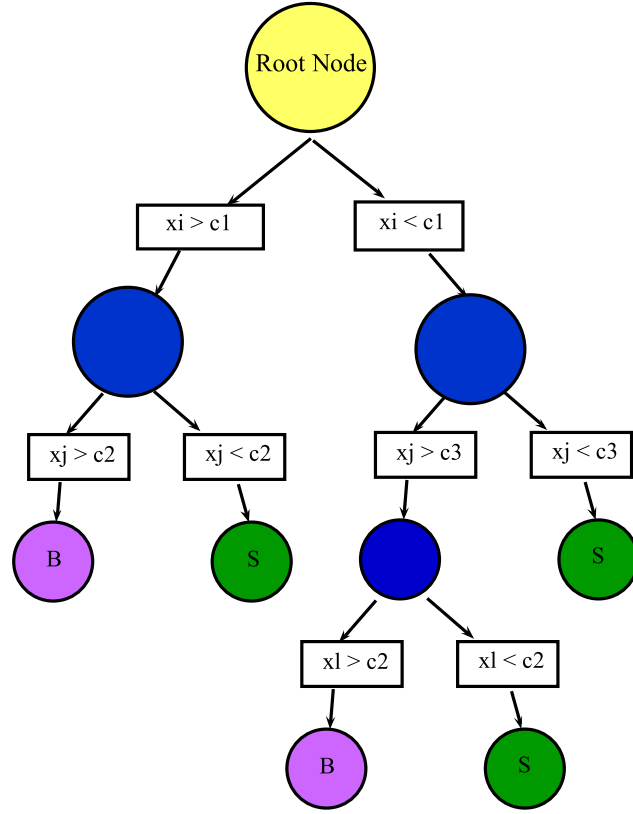 Root Node
xi > c1
xi < c1
xj > c2
xj < c2
xj > c3
xj < c3
B
S
S
xl > c2
xl < c2
B
S